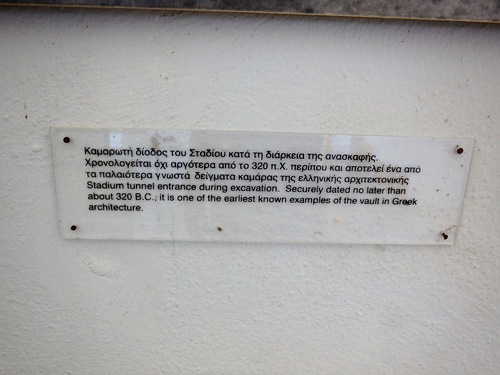 Καμαρωτή δίοδος του Σταδίου κατά τη διάρκεια της ανασκαφής.
Χρονολογείται όχι αργότερα από το 320 π.Χ. περίπου και αποτελεί ένα από
τα παλαιότερα γνωστά δείγματα καμάρας της ελληνικής αρχιτεκτονικής
Stadium tunnel entrance during excavation. Securely dated no later than
about 320 B.C., it is one of the earliest known examples of the vault in Greek
architecture.